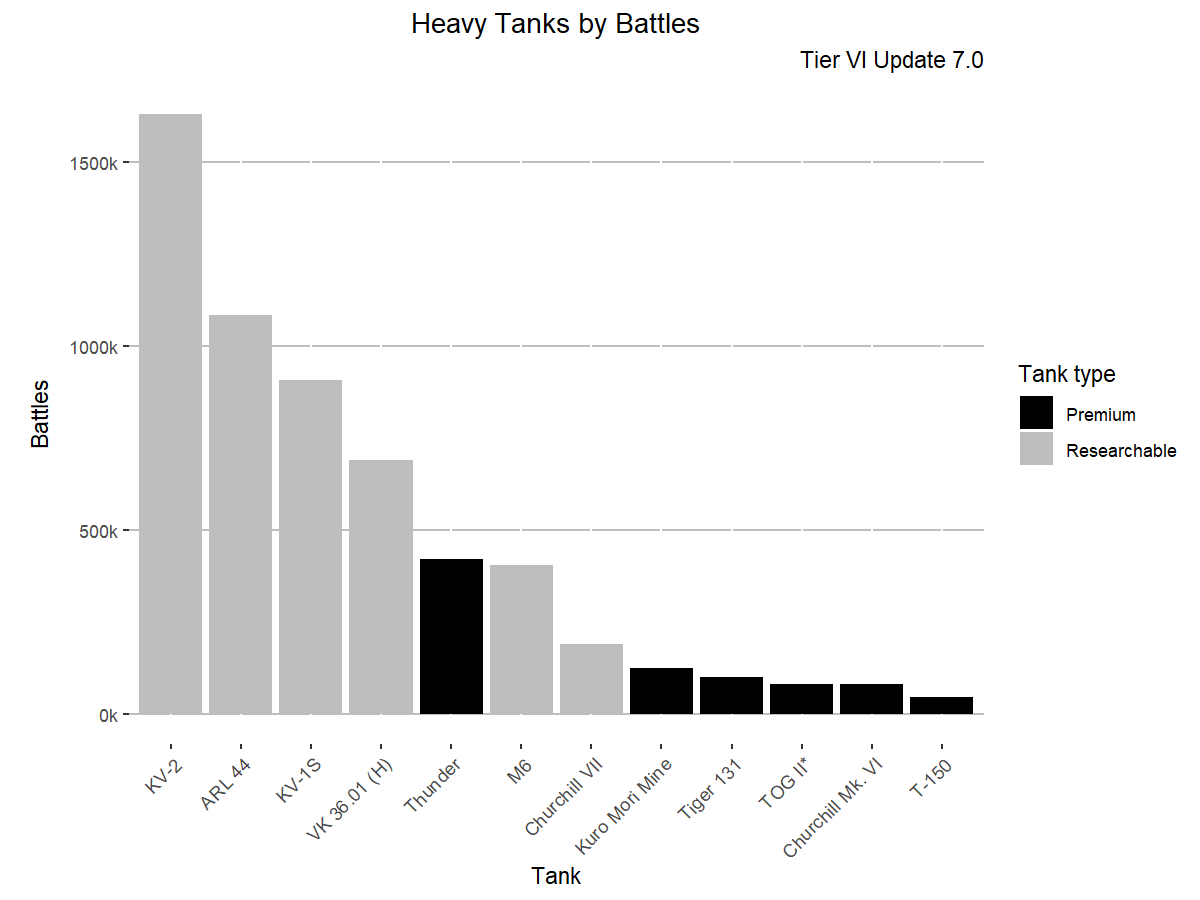 Heavy Tanks by Battles
Tier VI Update 7.0
Battles
1500k
1000k
500k
0k
KV-2
ARL 44
KV-1S
VK 36.01 (H)
Thunder
M6
Churchill VII
Kuro Mori Mine
Tiger 131
TOG II*
Churchill Mk. VI
T-150
Tank
Tank type
Premium
Researchable